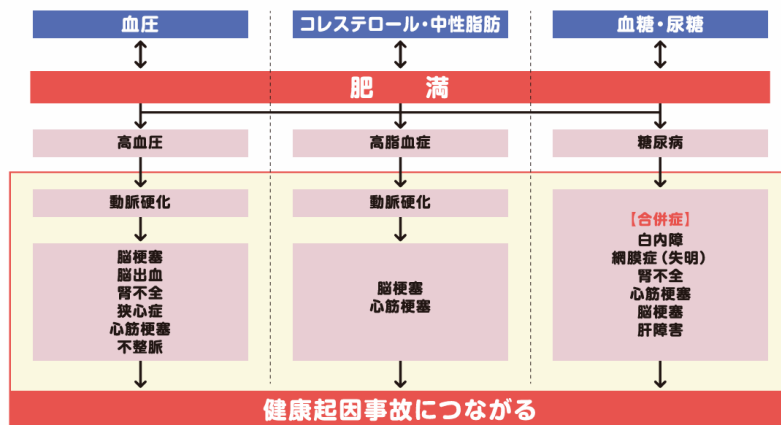 血圧
コレステロール・中性脂肪
血糖・尿糖
肥　満
高血圧
高脂血症
糖尿病
動脈硬化
動脈硬化
脳梗塞
脳出血
腎不全
狭心症
心筋梗塞
不整脈
脳梗塞
心筋梗塞
【合併症】
白内障
網膜症(失明)
腎不全
心筋梗塞
脳梗塞
肝障害
健康起因事故につながる